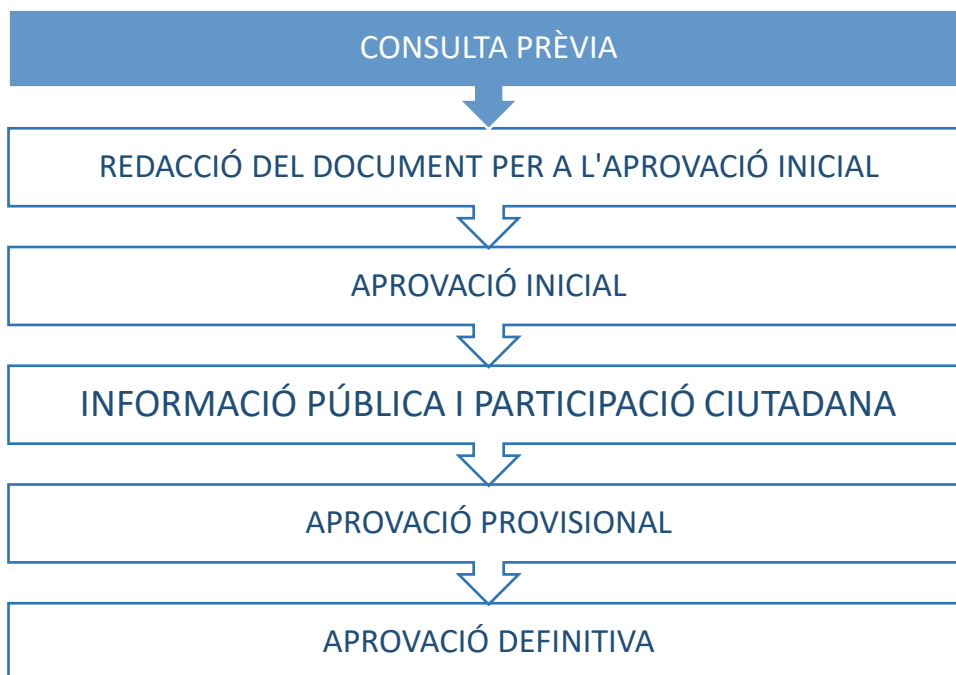 CONSULTA PRÈVIA
REDACCIÓ DEL DOCUMENT PER A L'APROVACIÓ INICIAL
APROVACIÓ INICIAL
INFORMACIÓ PÚBLICA I PARTICIPACIÓ CIUTADANA
APROVACIÓ PROVISIONAL
APROVACIÓ DEFINITIVA